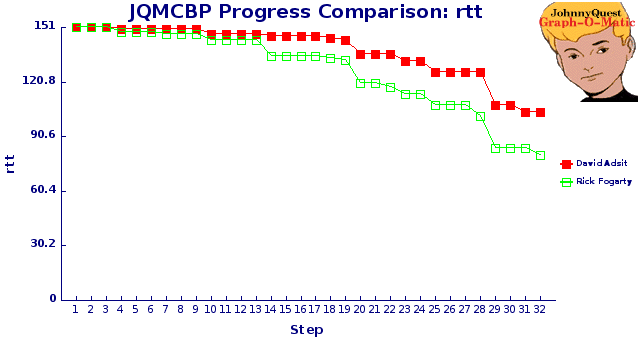 JQMCBP Progress Comparison: rtt
JohnnyQuest
Graph-O-Matic
151
120.8
90.6
60.4
30.2
0
rtt
David Adsit
Rick Fogarty
1 2 3 4 5 6 7 8 9 10 11 12 13 14 15 16 17 18 19 20 21 22 23 24 25 26 27 28 29 30 31 32
Step